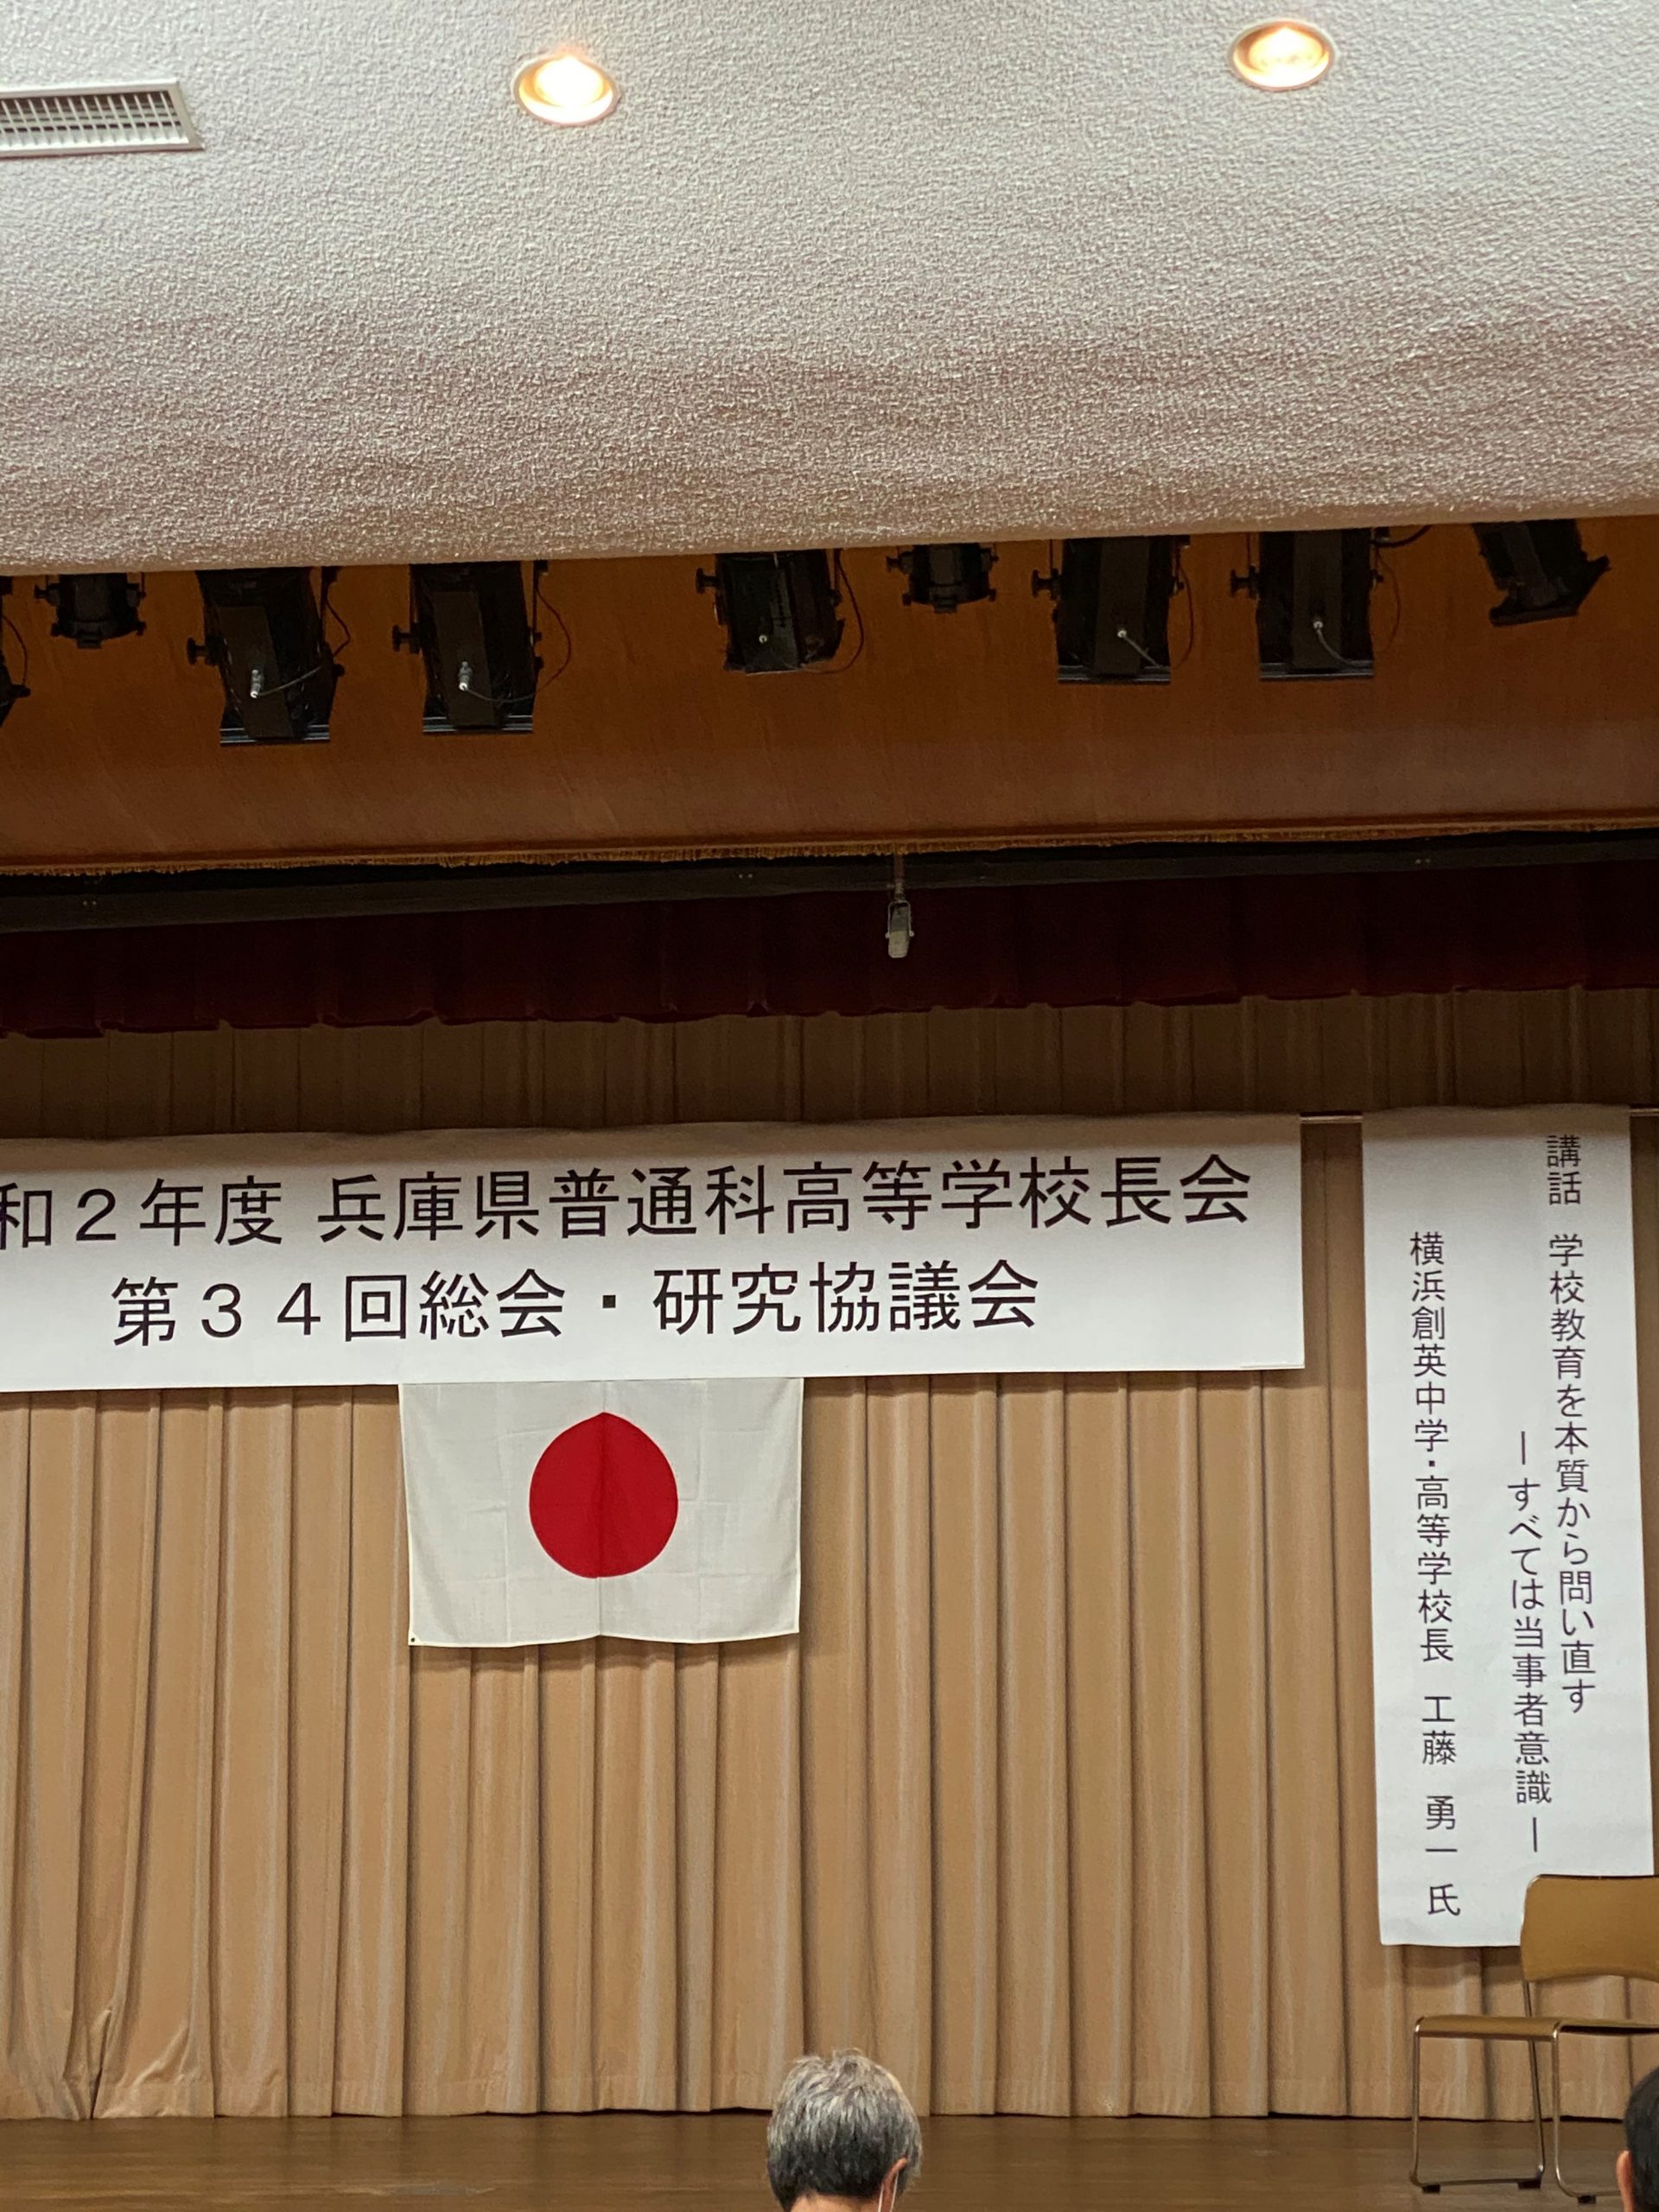 和２年度 兵庫県普通科高等学校長会
第３４回総会・研究協議会
講話 学校教育を本質から問い直す
―すべては当事者意識―
横浜創英中学・高等学校長 工藤 勇一 氏